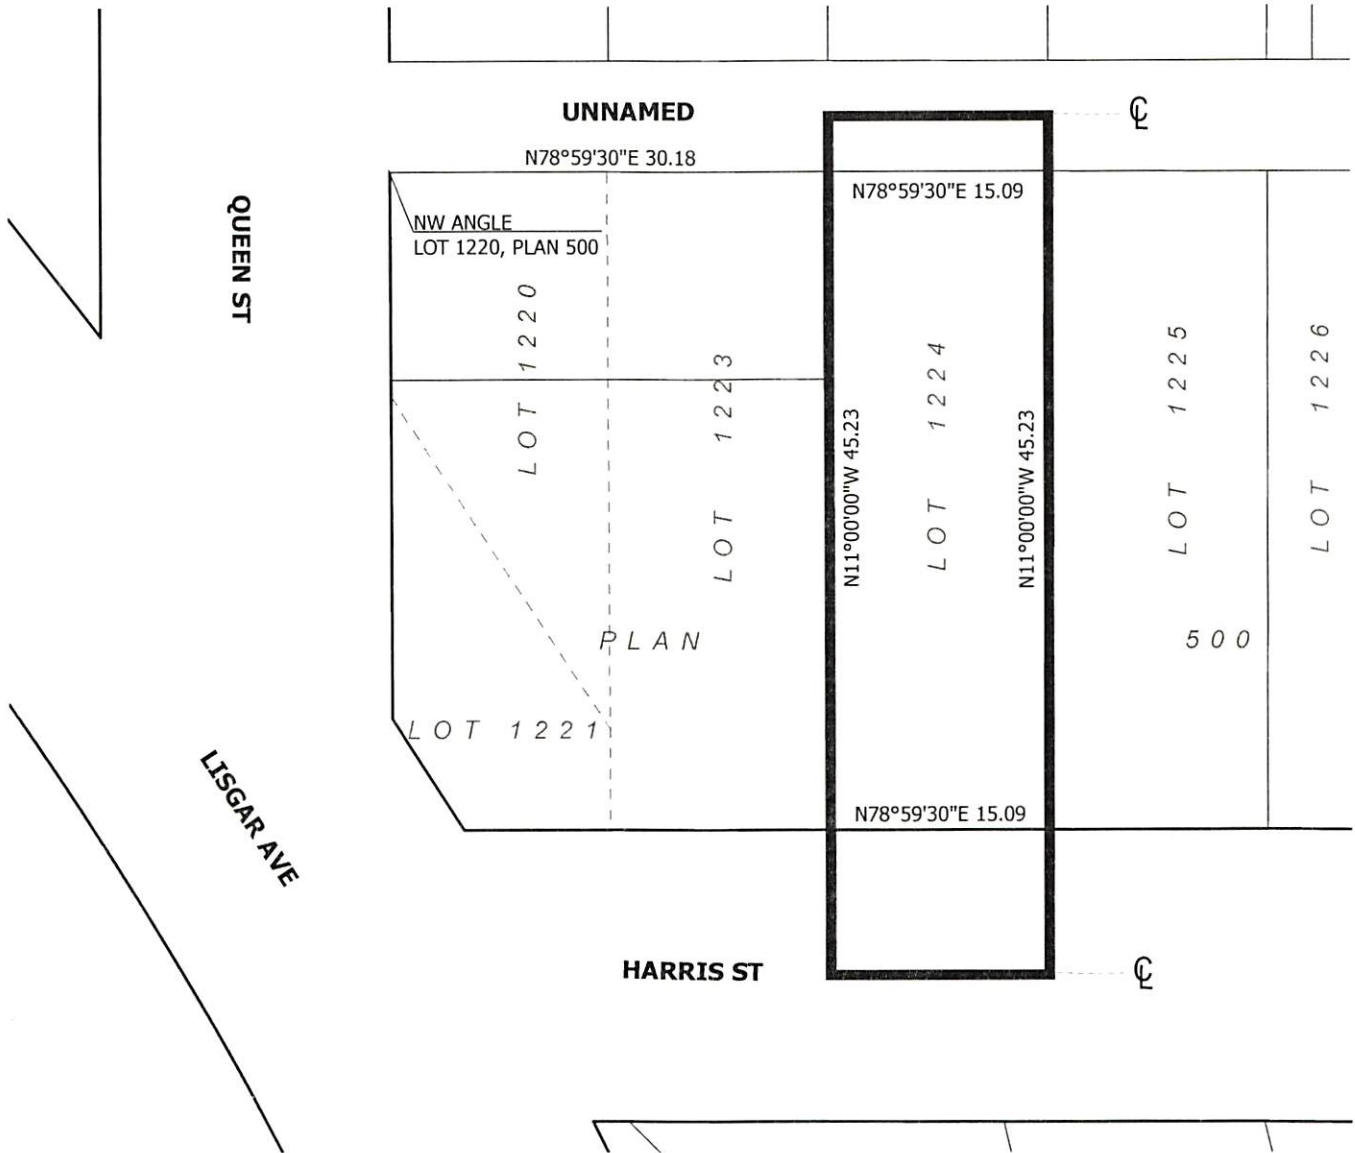 UNNAMED
℄
N78°59'30"E 30.18
N78°59'30"E 15.09
NW ANGLE
LOT 1220, PLAN 500
QUEEN ST
LOT 1220
LOT 1223
LOT 1224
LOT 1225
LOT 1226
N11°00'00"W 45.23
N11°00'00"W 45.23
PLAN
500
LOT 1221
LISGAR AVE
N78°59'30"E 15.09
HARRIS ST
℄